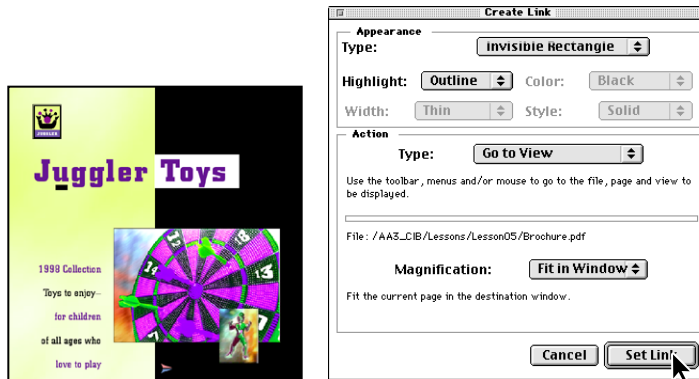 JUGGLER
Juggler Toys
12
18
13
1998 Collection
Toys to enjoy–
for children
of all ages who
love to play
Create Link
Appearance
Type: Invisible Rectangle
Highlight: Outline Color: Black
Width: Thin Style: Solid
Action
Type: Go to View
Use the toolbar, menus and/or mouse to go to the file, page and view to
be displayed.
File: /AA3_CIB/Lessons/Lesson05/Brochure.pdf
Magnification: Fit in Window
Fit the current page in the destination window.
Cancel Set Link